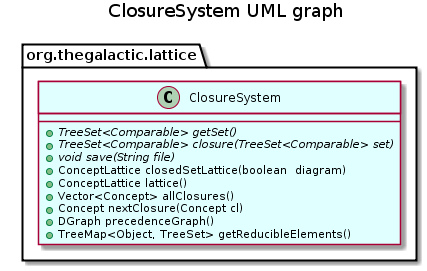 ClosureSystem UML graph
org.thegalactic.lattice
C ClosureSystem
TreeSet<Comparable> getSet()
TreeSet<Comparable> closure(TreeSet<Comparable> set)
void save(String file)
ConceptLattice closedSetLattice(boolean diagram)
ConceptLattice lattice()
Vector<Concept> allClosures()
Concept nextClosure(Concept cl)
DGraph precedenceGraph()
TreeMap<Object, TreeSet> getReducibleElements()